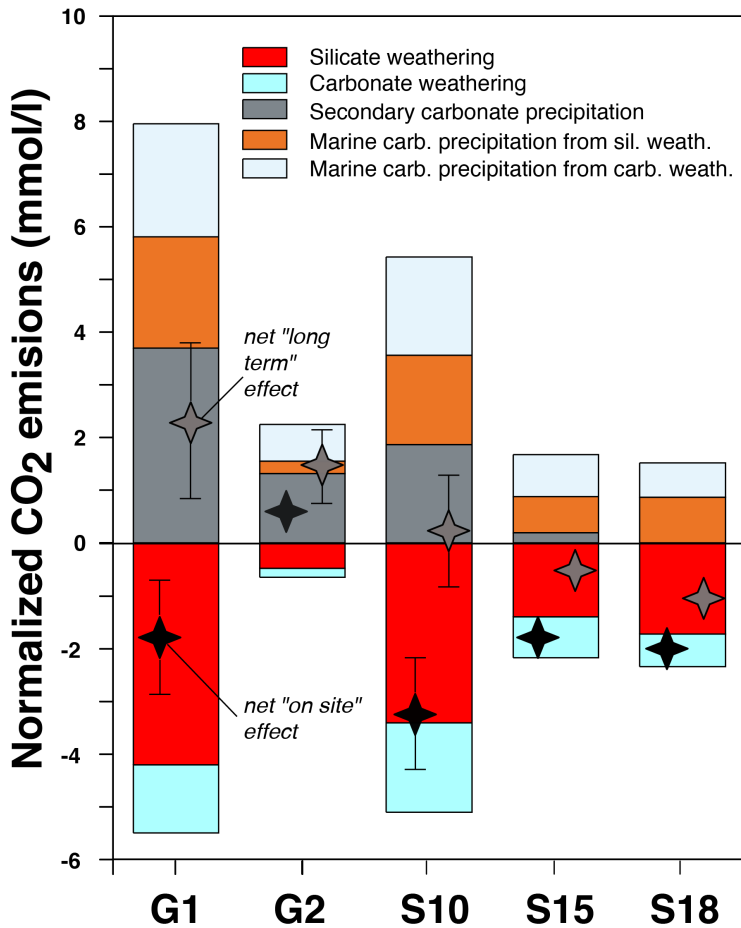 Normalized CO2 emissions (mmol/l)
10
8
6
4
2
0
-2
-4
-6
Silicate weathering
Carbonate weathering
Secondary carbonate precipitation
Marine carb. precipitation from sil. weath.
Marine carb. precipitation from carb. weath.
net "long
term"
effect
net "on site"
effect
G1 G2 S10 S15 S18